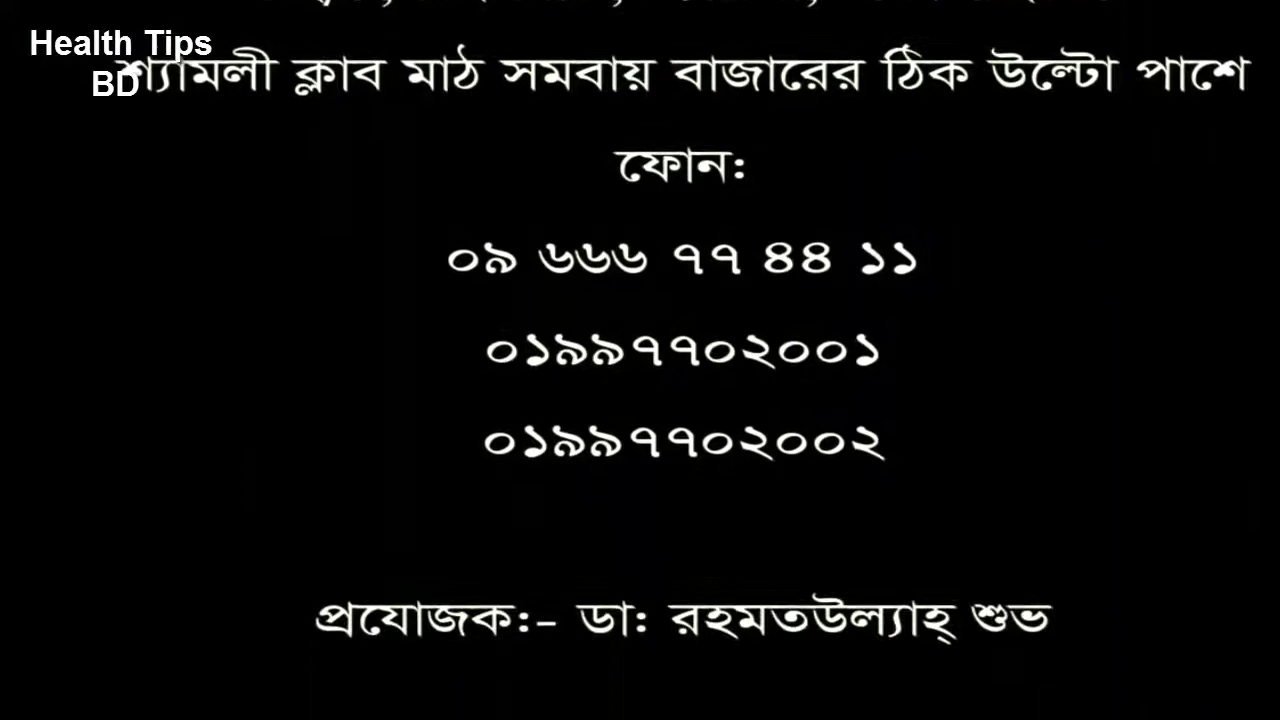 Health Tips
BD
শ্যামলী ক্লাব মাঠ সমবায় বাজারের ঠিক উল্টো পাশে
ফোন:
০৯ ৬৬৬ ৭৭ ৪৪ ১১
০১৯৯৭৭০২০০১
০১৯৯৭৭০২০০২
প্রযোজক:- ডা: রহমতউল্যাহ্ শুভ